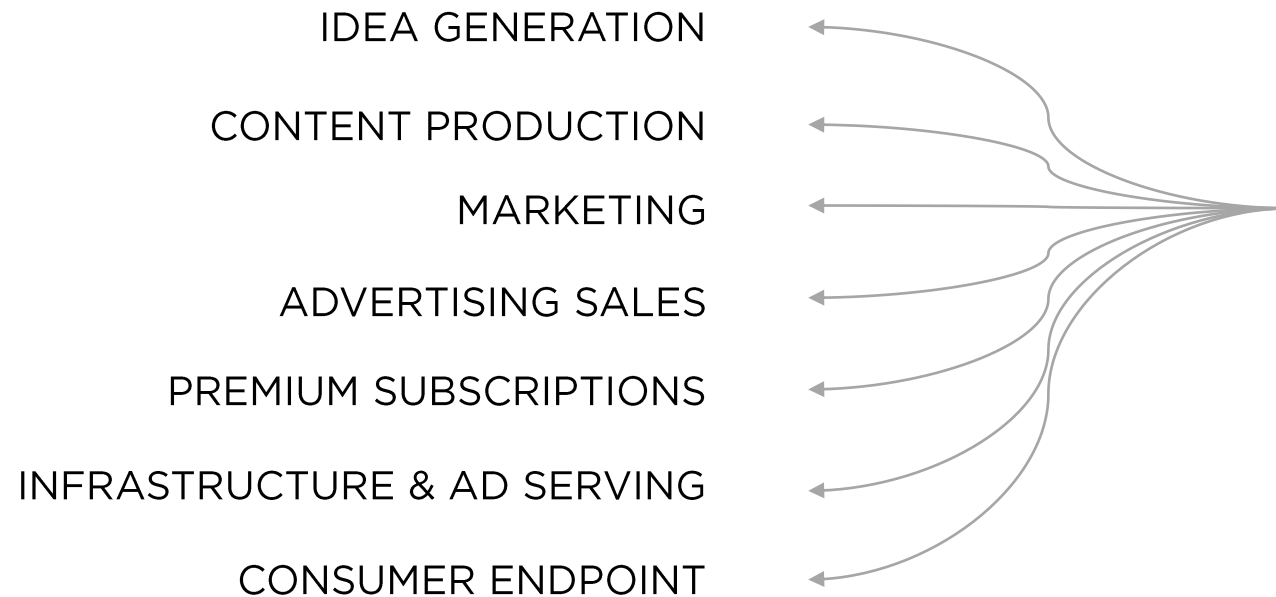 IDEA GENERATION
CONTENT PRODUCTION
MARKETING
ADVERTISING SALES
PREMIUM SUBSCRIPTIONS
INFRASTRUCTURE & AD SERVING
CONSUMER ENDPOINT